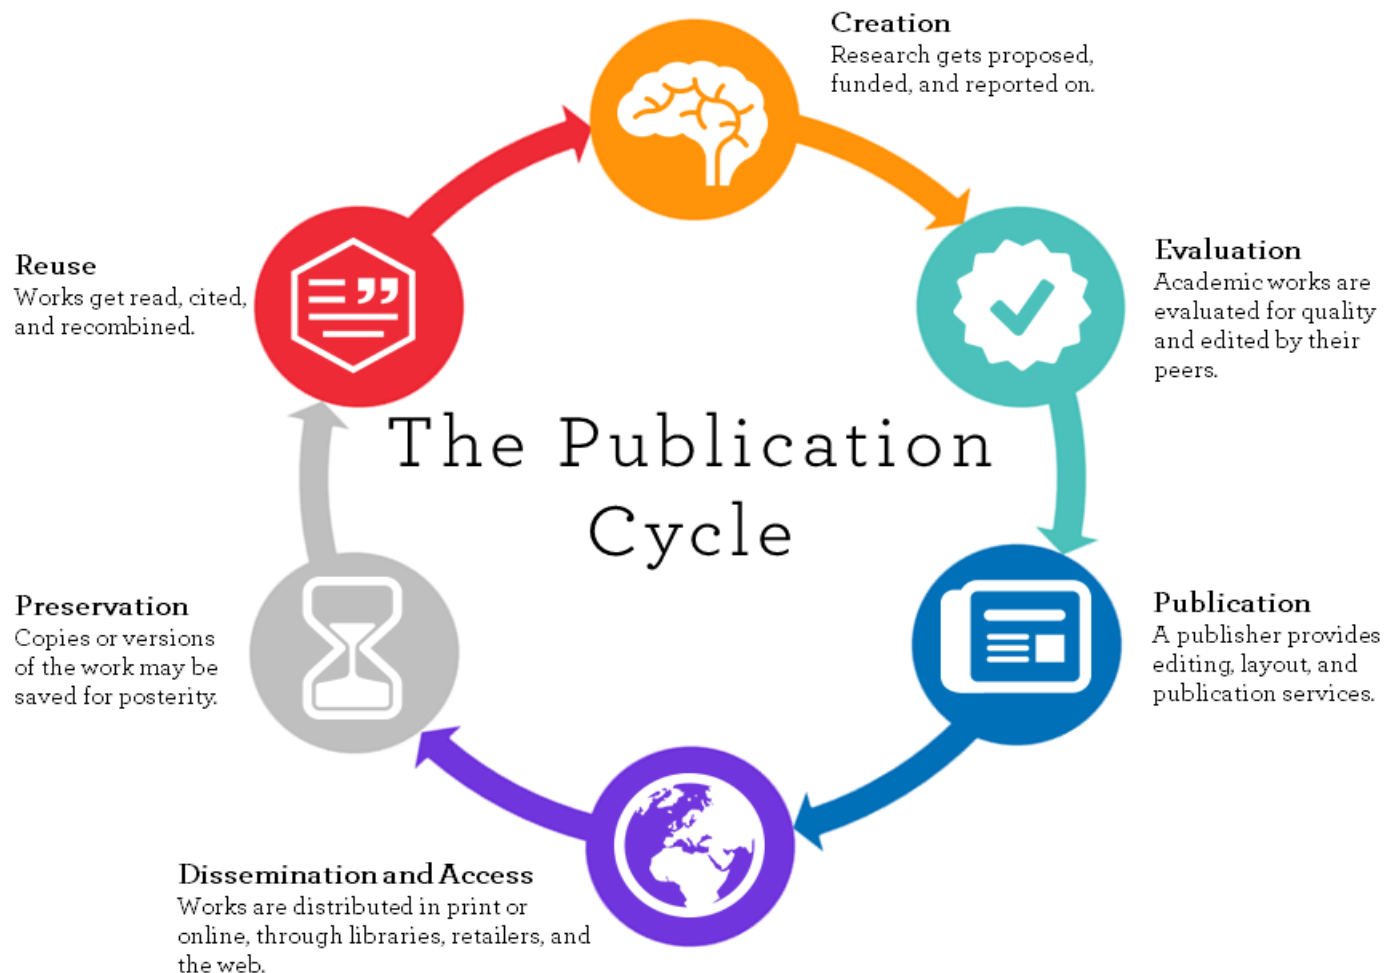 Creation
Research gets proposed,
funded, and reported on.
Evaluation
Academic works are
evaluated for quality
and edited by their
peers.
Publication
A publisher provides
editing, layout, and
publication services.
Dissemination and Access
Works are distributed in print or
online, through libraries, retailers, and
the web.
Preservation
Copies or versions
of the work may be
saved for posterity.
Reuse
Works get read, cited,
and recombined.
The Publication
Cycle